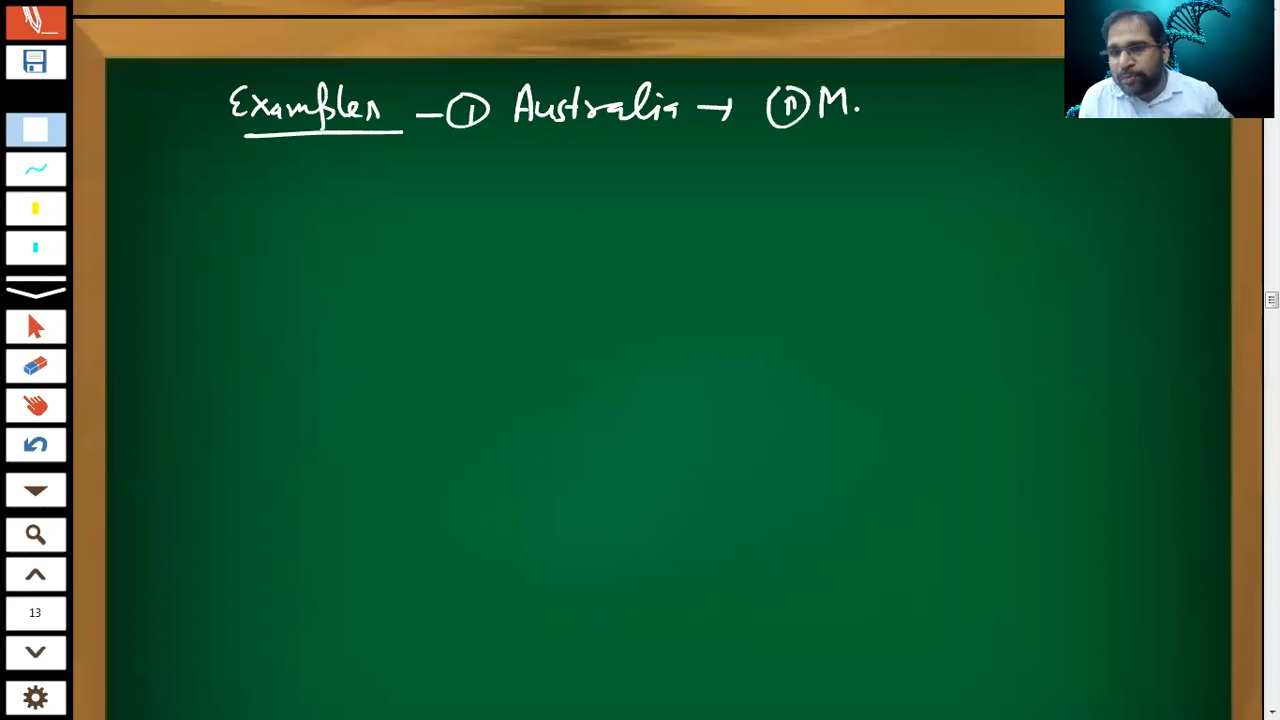 Examples – ① Australia → ⓝ M.
13